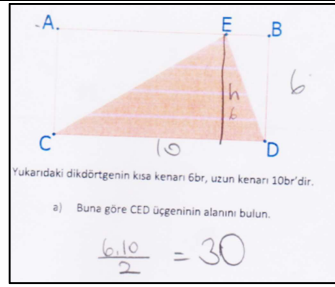 A.
E
.B
h
6
6
C
10
D
Yukarıdaki dikdörtgenin kısa kenarı 6br, uzun kenarı 10br'dir.
a) Buna göre CED üçgeninin alanını bulun.
6.10
2
= 30